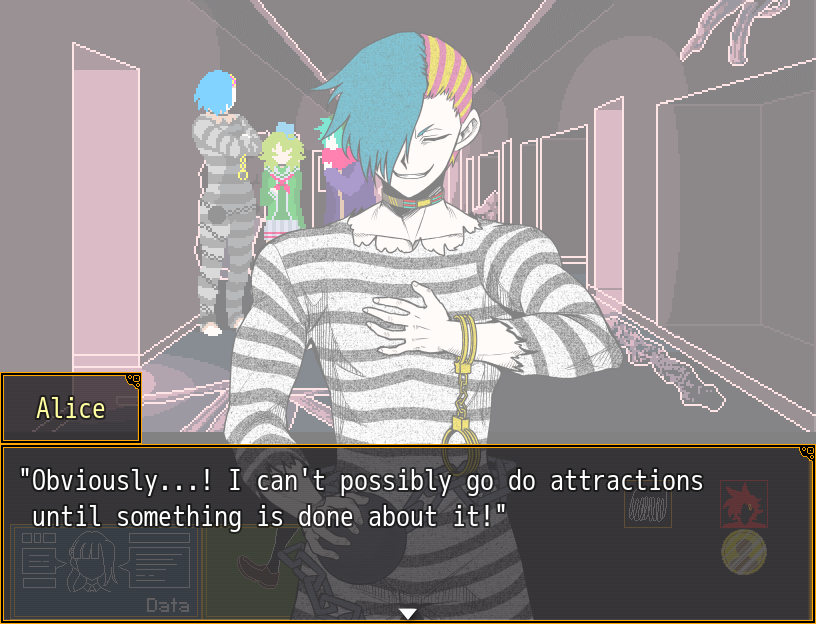 Alice
"Obviously...! I can't possibly go do attractions
until something is done about it!"
Data